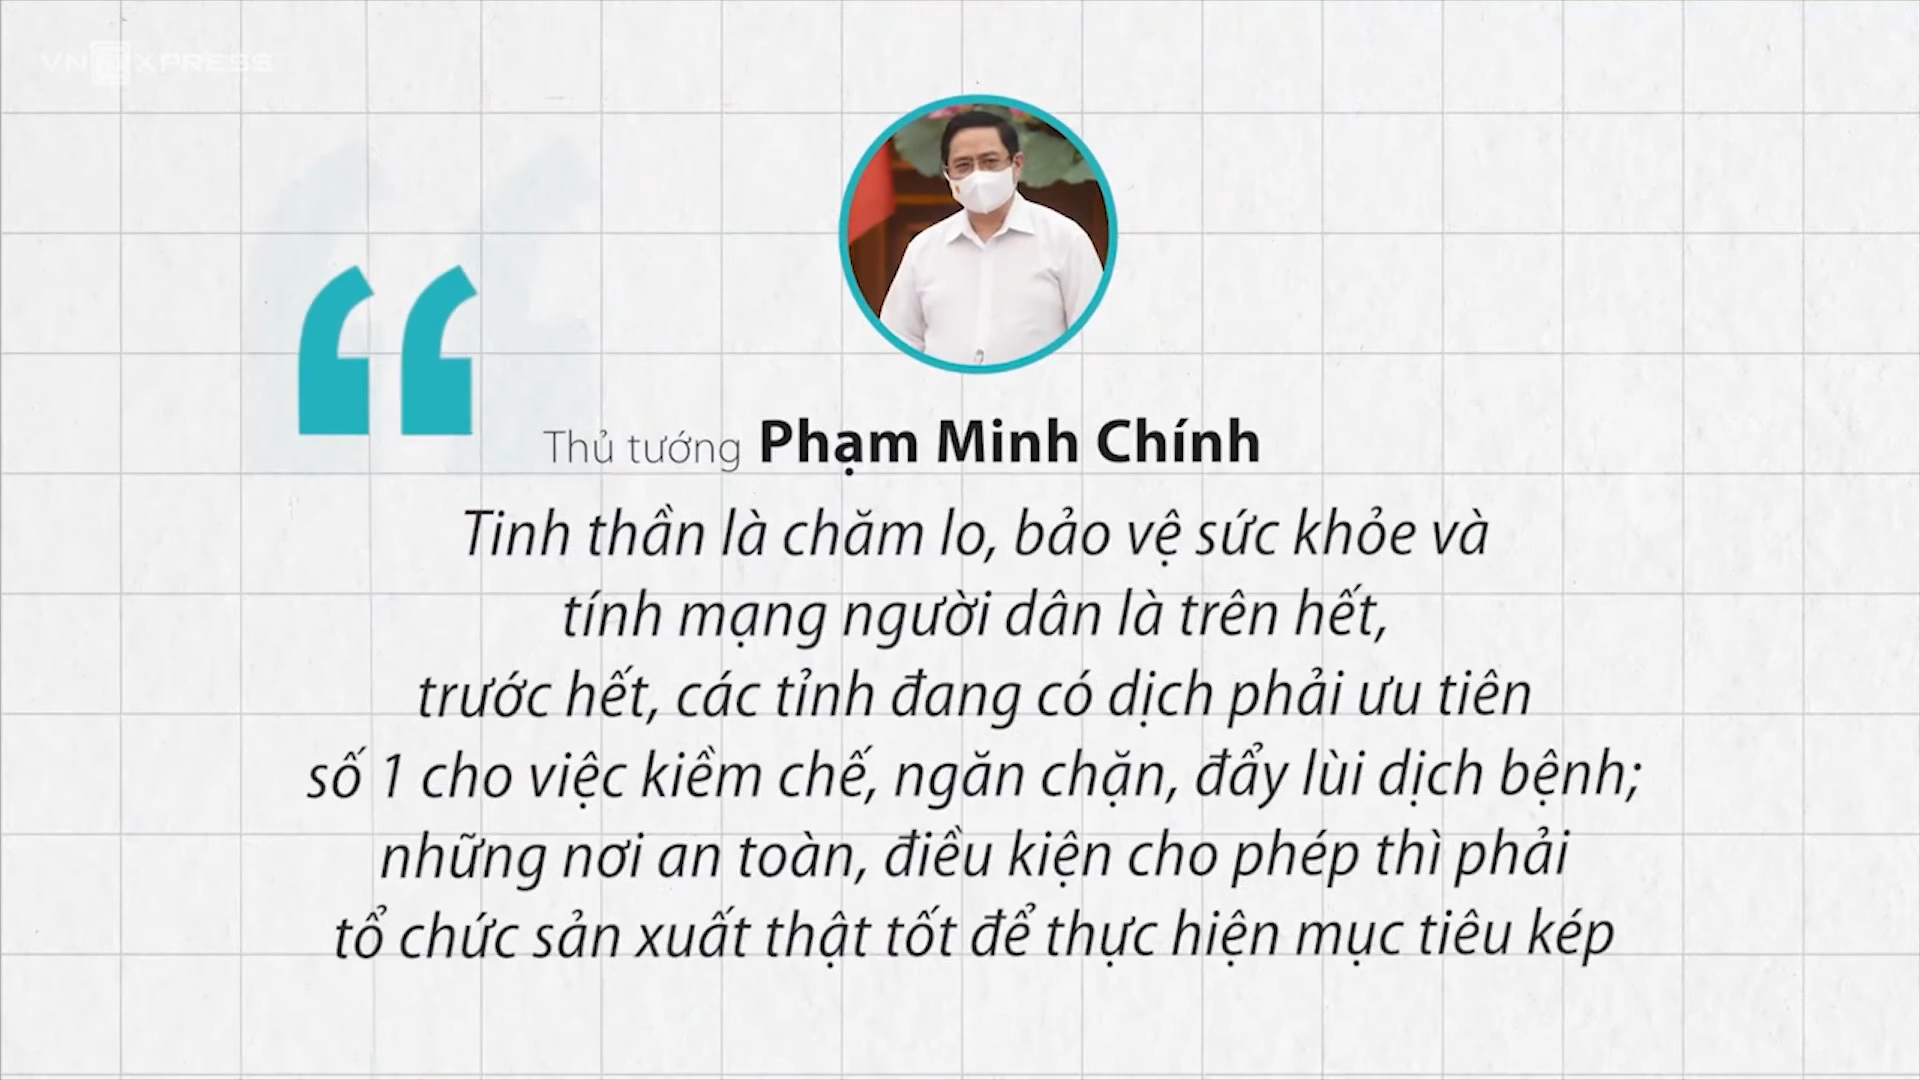 VNEXPRESS
Thủ tướng Phạm Minh Chính
Tinh thần là chăm lo, bảo vệ sức khỏe và
tính mạng người dân là trên hết,
trước hết, các tỉnh đang có dịch phải ưu tiên
số 1 cho việc kiềm chế, ngăn chặn, đẩy lùi dịch bệnh;
những nơi an toàn, điều kiện cho phép thì phải
tổ chức sản xuất thật tốt để thực hiện mục tiêu kép